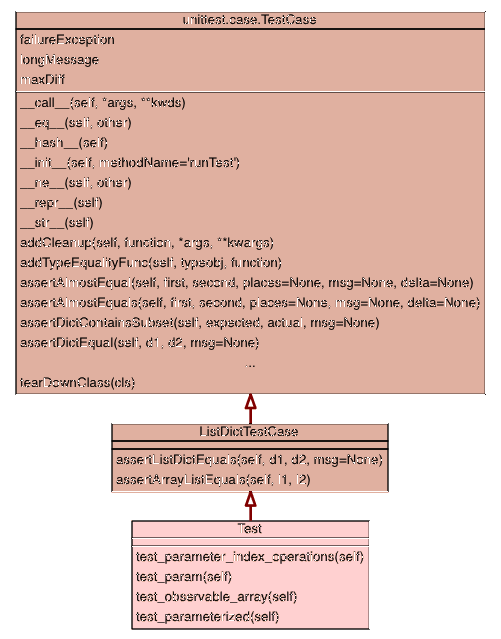 unittest.case.TestCase
failureException
longMessage
maxDiff
__call__(self, *args, **kwds)
__eq__(self, other)
__hash__(self)
__init__(self, methodName='runTest')
__ne__(self, other)
__repr__(self)
__str__(self)
addCleanup(self, function, *args, **kwargs)
addTypeEqualityFunc(self, typeobj, function)
assertAlmostEqual(self, first, second, places=None, msg=None, delta=None)
assertAlmostEquals(self, first, second, places=None, msg=None, delta=None)
assertDictContainsSubset(self, expected, actual, msg=None)
assertDictEqual(self, d1, d2, msg=None)
...
tearDownClass(cls)
ListDictTestCase
assertListDictEquals(self, d1, d2, msg=None)
assertArrayListEquals(self, l1, l2)
Test
test_parameter_index_operations(self)
test_param(self)
test_observable_array(self)
test_parameterized(self)